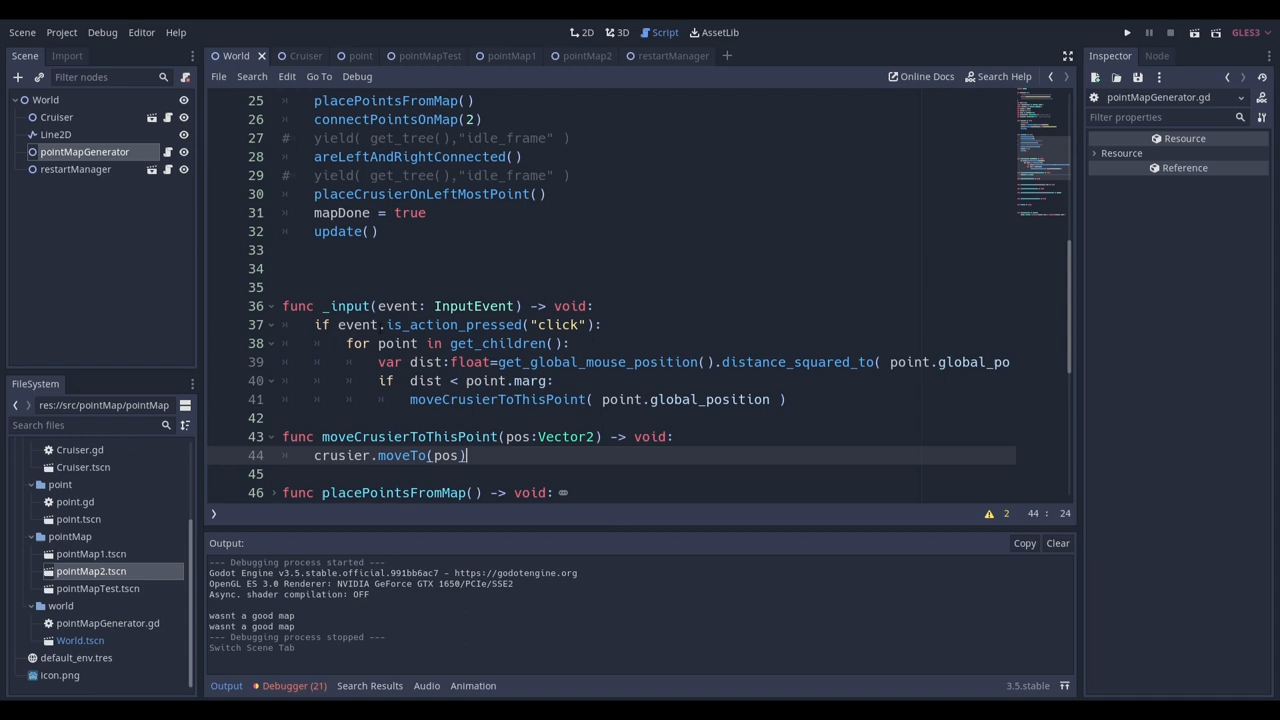 Scene Project Debug Editor Help
2D 3D Script AssetLib
GLES3
Scene Import
World Cruiser point pointMapTest pointMap1 pointMap2 restartManager
Inspector Node
Filter nodes
File Search Edit Go To Debug
Online Docs Search Help
World
Cruiser
Line2D
pointMapGenerator
restartManager
25 placePointsFromMap()
26 connectPointsOnMap(2)
27 # yield( get_tree(),"idle_frame" )
28 areLeftAndRightConnected()
29 # yield( get_tree(),"idle_frame" )
30 placeCrusierOnLeftMostPoint()
31 mapDone = true
32 update()
33
34
35
36 func _input(event: InputEvent) -> void:
37 if event.is_action_pressed("click"):
38 for point in get_children():
39 var dist:float=get_global_mouse_position().distance_squared_to( point.global_po
40 if dist < point.marg:
41 moveCrusierToThisPoint( point.global_position )
42
43 func moveCrusierToThisPoint(pos:Vector2) -> void:
44 crusier.moveTo(pos)
45
46 func placePointsFromMap() -> void:
2 44 : 24
pointMapGenerator.gd
Filter properties
Resource
Resource
Reference
FileSystem
res://src/pointMap/pointMap
Search files
Cruiser.gd
Cruiser.tscn
point
point.gd
point.tscn
pointMap
pointMap1.tscn
pointMap2.tscn
pointMapTest.tscn
world
pointMapGenerator.gd
World.tscn
default_env.tres
icon.png
Output:
Copy Clear
--- Debugging process started ---
Godot Engine v3.5.stable.official.991bb6ac7 - https://godotengine.org
OpenGL ES 3.0 Renderer: NVIDIA GeForce GTX 1650/PCIe/SSE2
Async. shader compilation: OFF
wasnt a good map
wasnt a good map
--- Debugging process stopped ---
Switch Scene Tab
Output Debugger (21) Search Results Audio Animation
3.5.stable